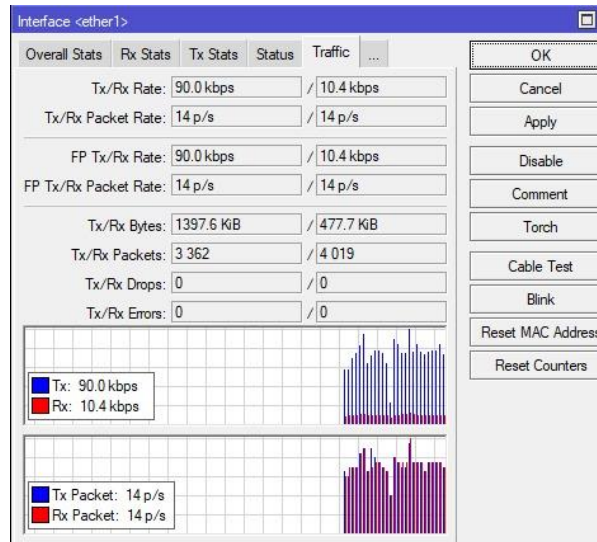 Interface <ether1>
Overall Stats Rx Stats Tx Stats Status Traffic ...
Tx/Rx Rate: 90.0 kbps / 10.4 kbps
Tx/Rx Packet Rate: 14 p/s / 14 p/s
FP Tx/Rx Rate: 90.0 kbps / 10.4 kbps
FP Tx/Rx Packet Rate: 14 p/s / 14 p/s
Tx/Rx Bytes: 1397.6 KiB / 477.7 KiB
Tx/Rx Packets: 3 362 / 4 019
Tx/Rx Drops: 0 / 0
Tx/Rx Errors: 0 / 0
Tx: 90.0 kbps
Rx: 10.4 kbps
Tx Packet: 14 p/s
Rx Packet: 14 p/s
OK
Cancel
Apply
Disable
Comment
Torch
Cable Test
Blink
Reset MAC Address
Reset Counters